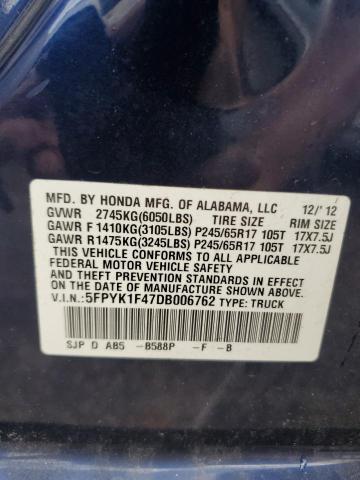 MFD. BY HONDA MFG. OF ALABAMA, LLC 12/'12
GVWR 2745KG(6050LBS) TIRE SIZE RIM SIZE
GAWR F 1410KG(3105LBS) P245/65R17 105T 17X7.5J
GAWR R1475KG(3245LBS) P245/65R17 105T 17X7.5J
THIS VEHICLE CONFORMS TO ALL APPLICABLE
FEDERAL MOTOR VEHICLE SAFETY AND THEFT
PREVENTION STANDARDS IN EFFECT ON THE
DATE OF MANUFACTURE SHOWN ABOVE.
V.I.N.: 5FPYK1F47DB006762 TYPE: TRUCK
SJP D AB5 -B588P -F -B